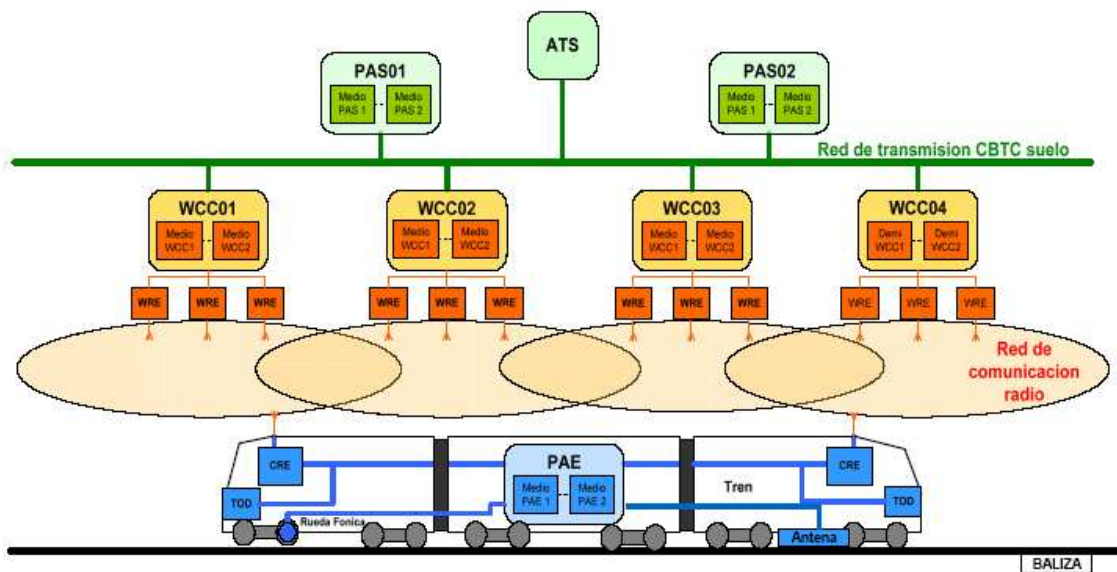 ATS
PAS01
Medio PAS 1
Medio PAS 2
PAS02
Medio PAS 1
Medio PAS 2
Red de transmision CBTC suelo
WCC01
Medio WCC1
Medio WCC2
WCC02
Medio WCC1
Medio WCC2
WCC03
Medio WCC1
Medio WCC2
WCC04
Demi WCC1
Demi WCC2
WRE
WRE
WRE
WRE
WRE
WRE
WRE
WRE
WRE
WRE
WRE
WRE
Red de
comunicacion
radio
CRE
PAE
Medio PAE 1
Medio PAE 2
Tren
CRE
TOD
TOD
Rueda Fonica
Antena
BALIZA